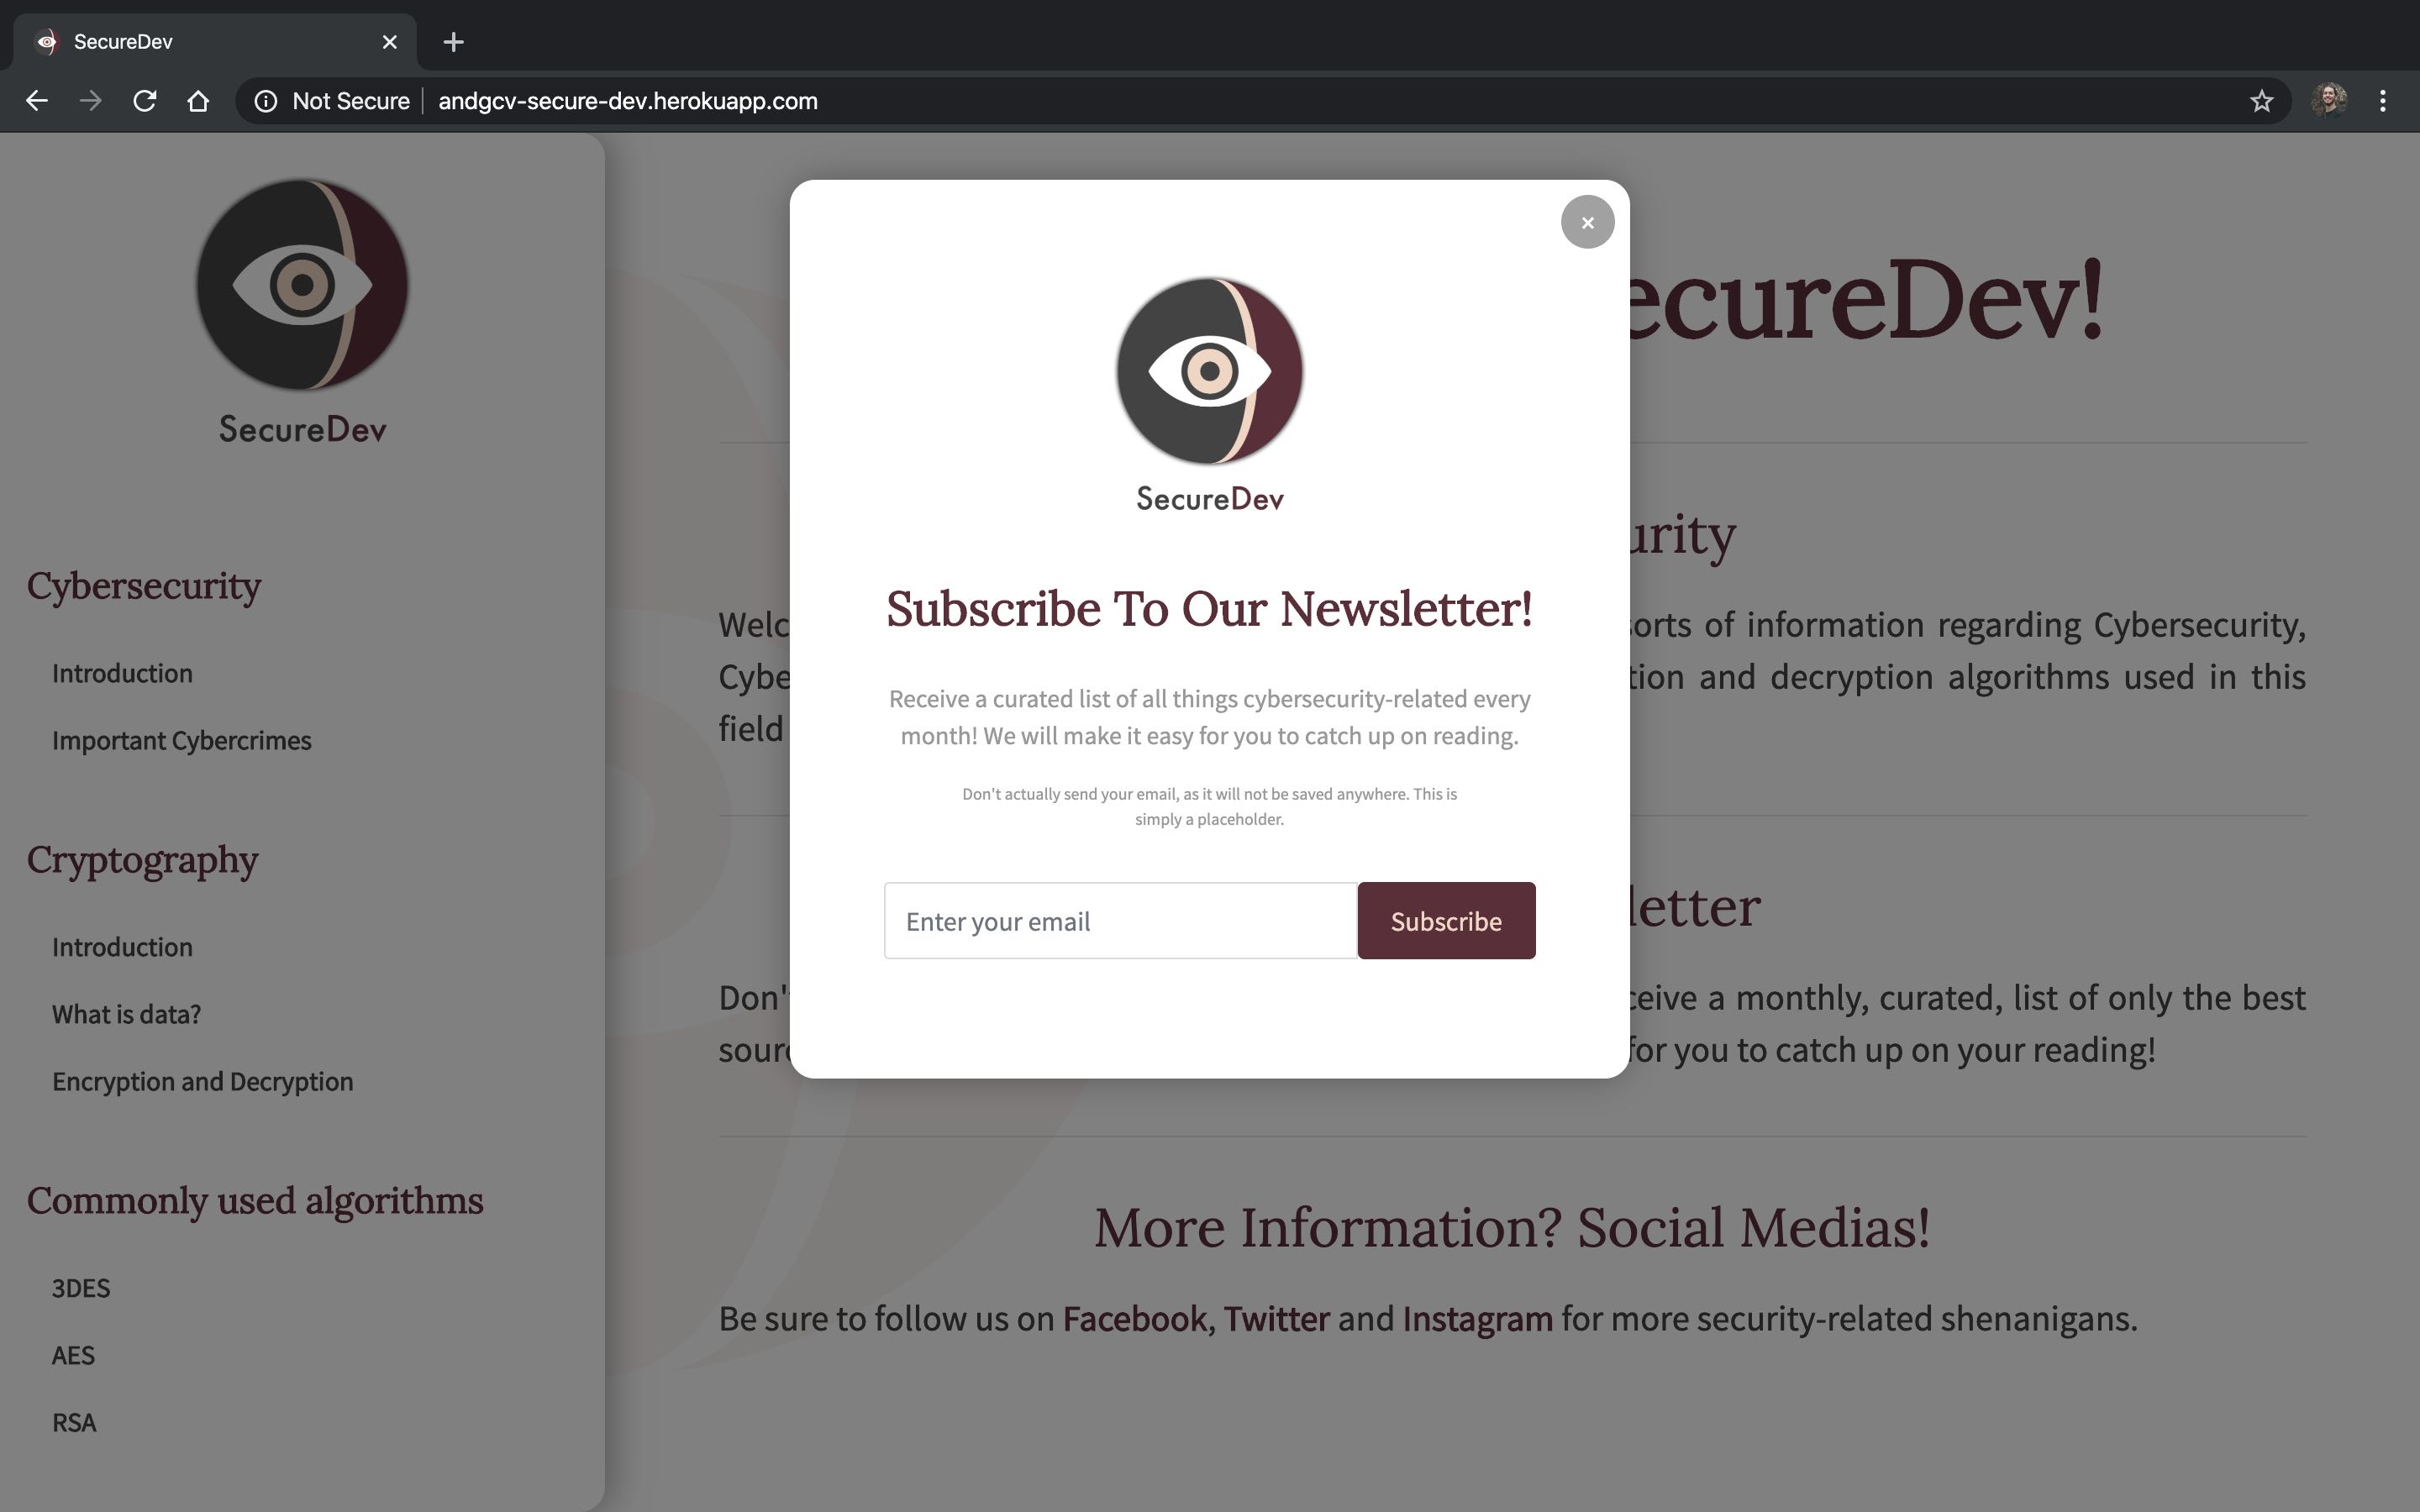 SecureDev
Not Secure
andgcv-secure-dev.herokuapp.com
SecureDev
Cybersecurity
Introduction
Important Cybercrimes
Cryptography
Introduction
What is data?
Encryption and Decryption
Commonly used algorithms
3DES
AES
RSA
SecureDev
Subscribe To Our Newsletter!
Receive a curated list of all things cybersecurity-related every
month! We will make it easy for you to catch up on reading.
Don't actually send your email, as it will not be saved anywhere. This is
simply a placeholder.
Enter your email
Subscribe
ecureDev!
urity
Welc
sorts of information regarding Cybersecurity,
Cybe
tion and decryption algorithms used in this
field
letter
Don'
ceive a monthly, curated, list of only the best
sour
for you to catch up on your reading!
More Information? Social Medias!
Be sure to follow us on Facebook, Twitter and Instagram for more security-related shenanigans.